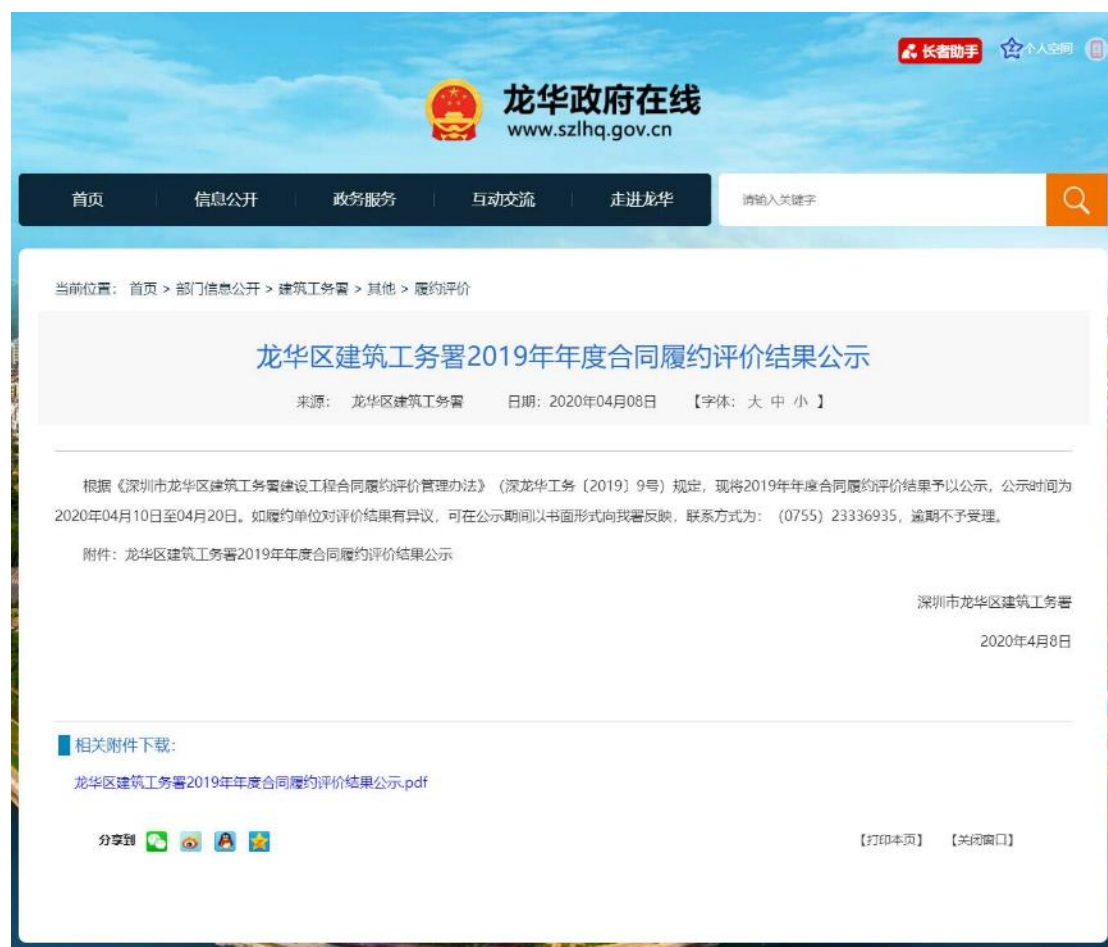 长者助手 个人空间
龙华政府在线
www.szlhq.gov.cn
首页 信息公开 政务服务 互动交流 走进龙华 请输入关键字
当前位置： 首页 > 部门信息公开 > 建筑工务署 > 其他 > 履约评价
龙华区建筑工务署2019年年度合同履约评价结果公示
来源： 龙华区建筑工务署 日期：2020年04月08日 【字体：大 中 小 】
根据《深圳市龙华区建筑工务署建设工程合同履约评价管理办法》（深龙华工务〔2019〕9号）规定，现将2019年年度合同履约评价结果予以公示，公示时间为
2020年04月10日至04月20日。如履约单位对评价结果有异议，可在公示期间以书面形式向我署反映，联系方式为：（0755）23336935，逾期不予受理。
附件：龙华区建筑工务署2019年年度合同履约评价结果公示
深圳市龙华区建筑工务署
2020年4月8日
相关附件下载：
龙华区建筑工务署2019年年度合同履约评价结果公示.pdf
分享到 【打印本页】 【关闭窗口】